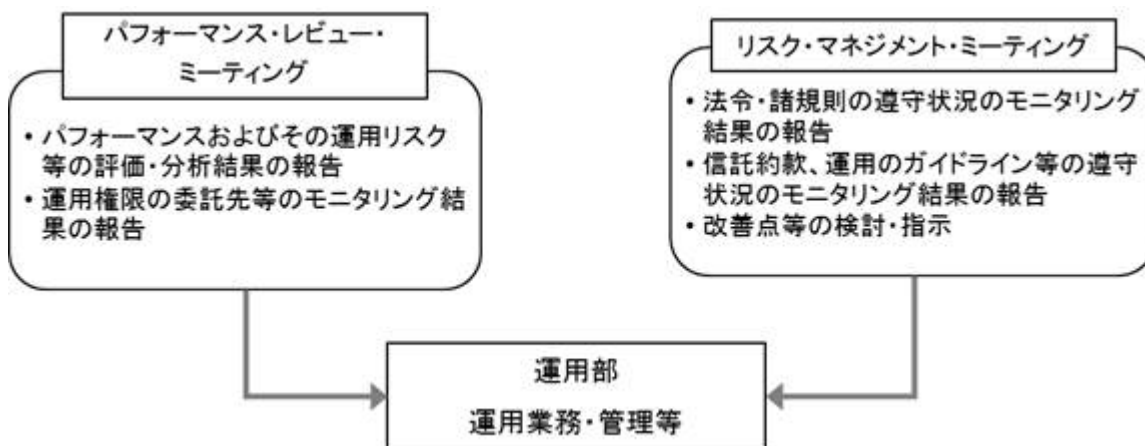 パフォーマンス・レビュー・
ミーティング
・パフォーマンスおよびその運用リスク
等の評価・分析結果の報告
・運用権限の委託先等のモニタリング結
果の報告
リスク・マネジメント・ミーティング
・法令・諸規則の遵守状況のモニタリング
結果の報告
・信託約款、運用のガイドライン等の遵守
状況のモニタリング結果の報告
・改善点等の検討・指示
運用部
運用業務・管理等